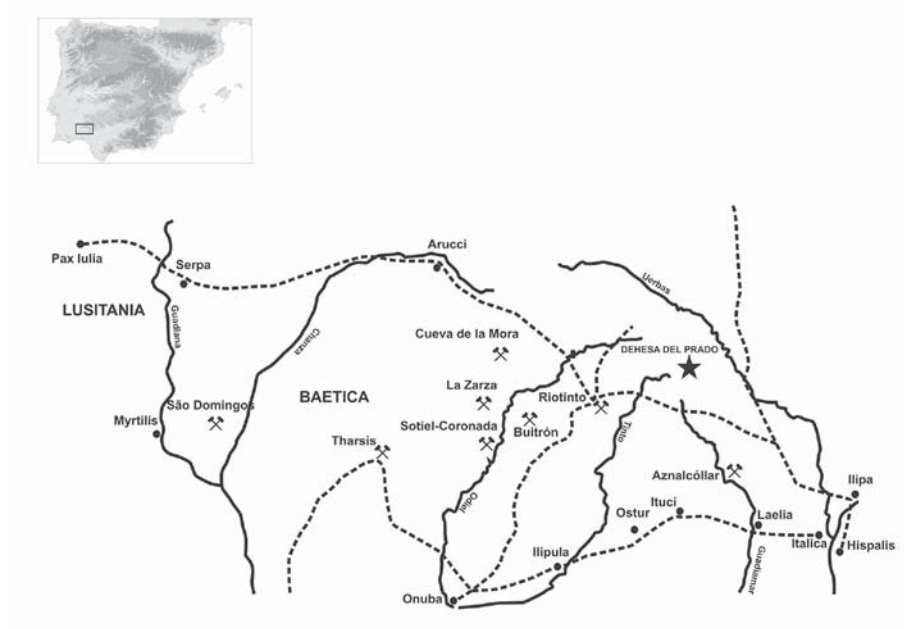 Arucci
Pax Iulia
Serpa
Uerbas
LUSITANIA
Guadiana
Chanza
Cueva de la Mora
DEHESA DEL PRADO
La Zarza
Riotinto
BAETICA
São Domingos
Myrtilis
Sotiel-Coronada
Buitrón
Tinto
Tharsis
Aznalcóllar
Ilipa
Odiel
Ituci
Ostur
Laelia
Italica
Hispalis
Ilipula
Guadiamar
Onuba